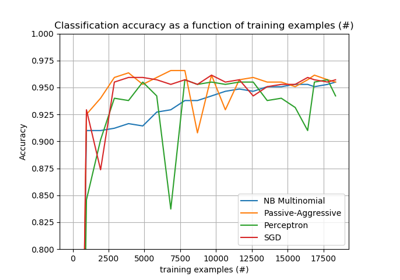 Classification accuracy as a function of training examples (#)
1.000
0.975
0.950
0.925
0.900
0.875
0.850
0.825
0.800
Accuracy
NB Multinomial
Passive-Aggressive
Perceptron
SGD
0 2500 5000 7500 10000 12500 15000 17500
training examples (#)